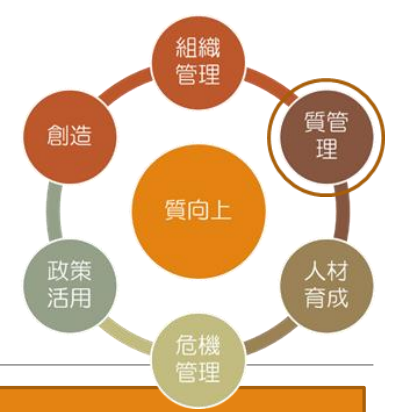 組織
管理
質管
理
人材
育成
危機
管理
政策
活用
創造
質向上